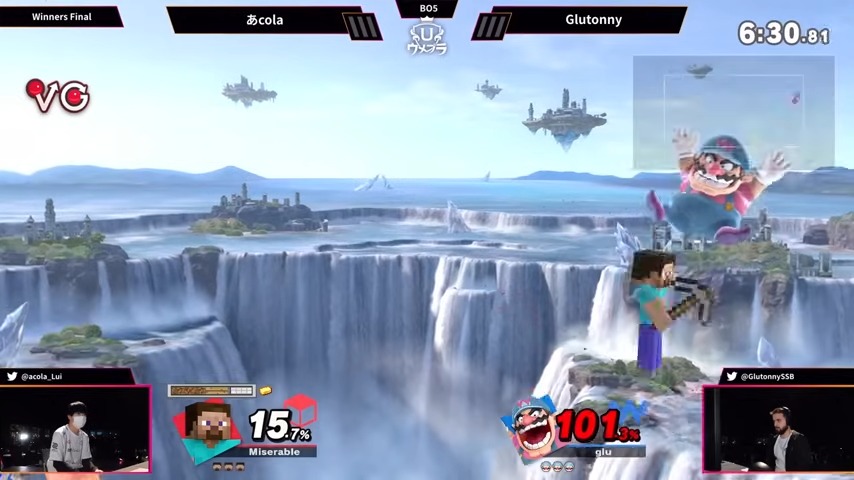 Winners Final
あcola
BO5
Glutonny
U
ウメブラ
6:30.81
VG
@acola_Lui
@GlutonnySSB
15.7%
Miserable
101.3%
glu